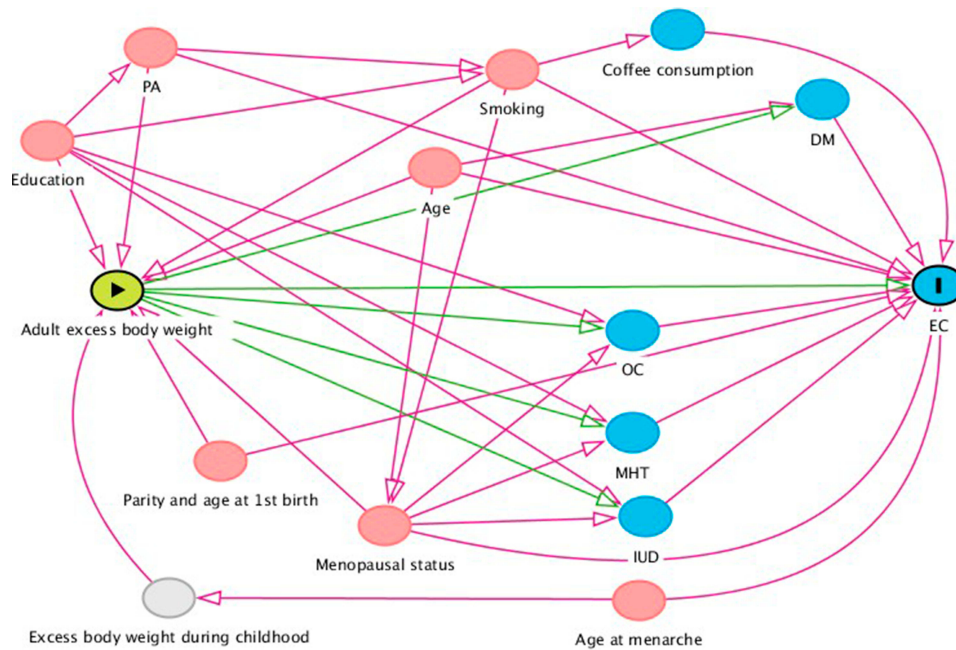 Coffee consumption
PA
Smoking
DM
Education
Age
Adult excess body weight
EC
OC
MHT
Parity and age at 1st birth
IUD
Menopausal status
Excess body weight during childhood
Age at menarche